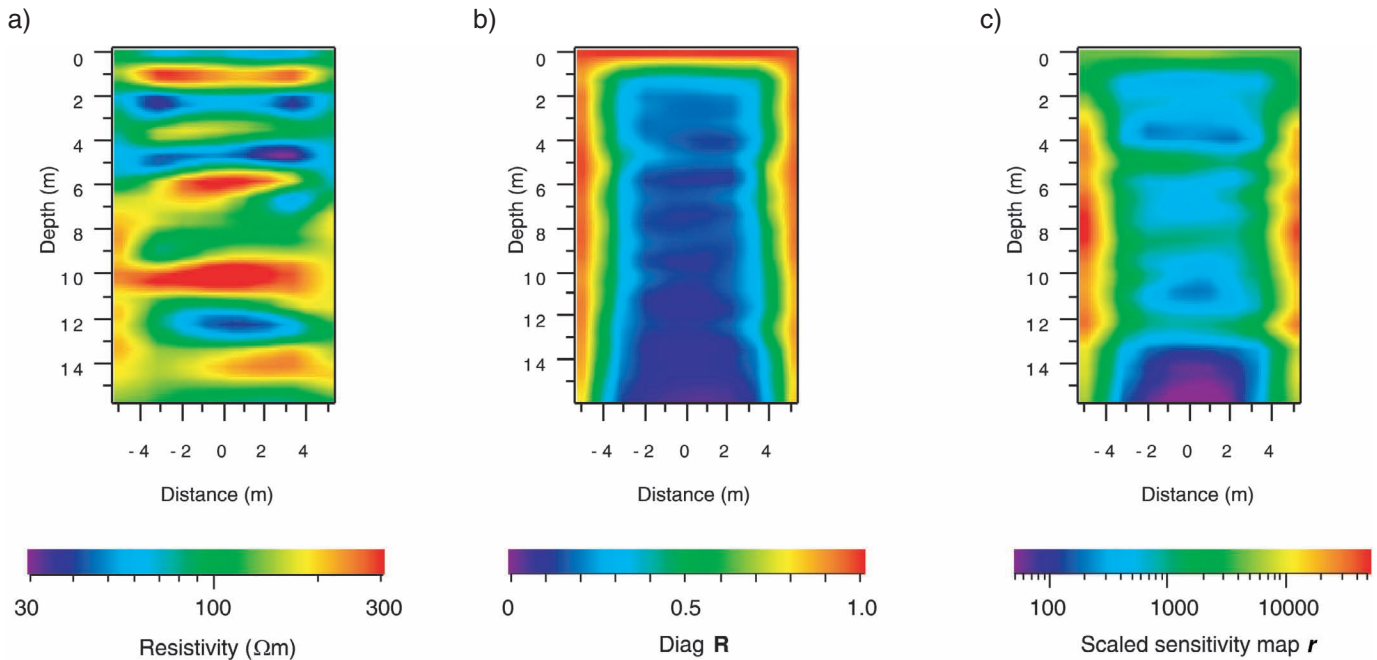 a)
0
2
4
6
8
10
12
14
Depth (m)
- 4 - 2 0 2 4
Distance (m)
30 100 300
Resistivity (Ωm)
b)
0
2
4
6
8
10
12
14
Depth (m)
- 4 - 2 0 2 4
Distance (m)
0 0.5 1.0
Diag R
c)
0
2
4
6
8
10
12
14
Depth (m)
- 4 - 2 0 2 4
Distance (m)
100 1000 10000
Scaled sensitivity map r